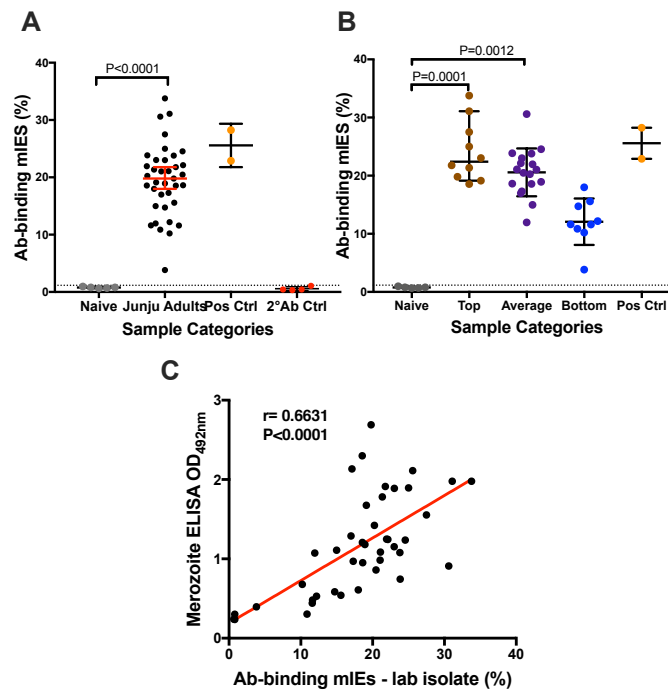 A
P<0.0001
Ab-binding mIES (%)
40
30
20
10
0
Naive Junju Adults Pos Ctrl 2°Ab Ctrl
Sample Categories
B
P=0.0012
P=0.0001
Ab-binding mIES (%)
40
30
20
10
0
Naive Top Average Bottom Pos Ctrl
Sample Categories
C
r= 0.6631
P<0.0001
Merozoite ELISA OD492nm
3
2
1
0
0 10 20 30 40
Ab-binding mIEs - lab isolate (%)